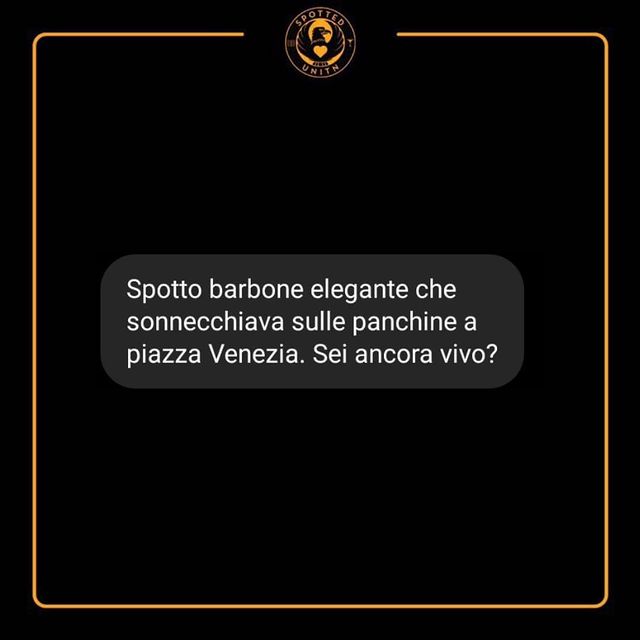 SPOTTED
UNITN
Spotto barbone elegante che
sonnecchiava sulle panchine a
piazza Venezia. Sei ancora vivo?